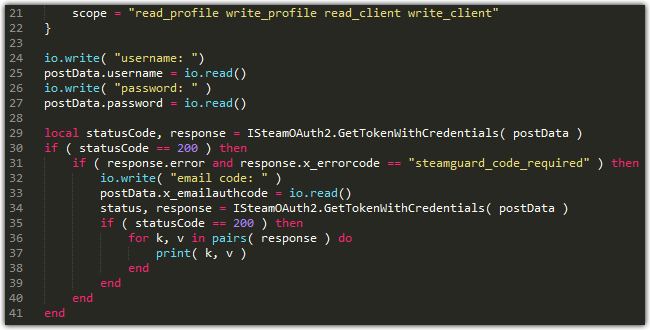 21 scope = "read_profile write_profile read_client write_client"
22 }
23
24 io.write( "username: ")
25 postData.username = io.read()
26 io.write( "password: " )
27 postData.password = io.read()
28
29 local statusCode, response = ISteamOAuth2.GetTokenWithCredentials( postData )
30 if ( statusCode == 200 ) then
31 if ( response.error and response.x_errorcode == "steamguard_code_required" ) then
32 io.write( "email code: " )
33 postData.x_emailauthcode = io.read()
34 status, response = ISteamOAuth2.GetTokenWithCredentials( postData )
35 if ( statusCode == 200 ) then
36 for k, v in pairs( response ) do
37 print( k, v )
38 end
39 end
40 end
41 end